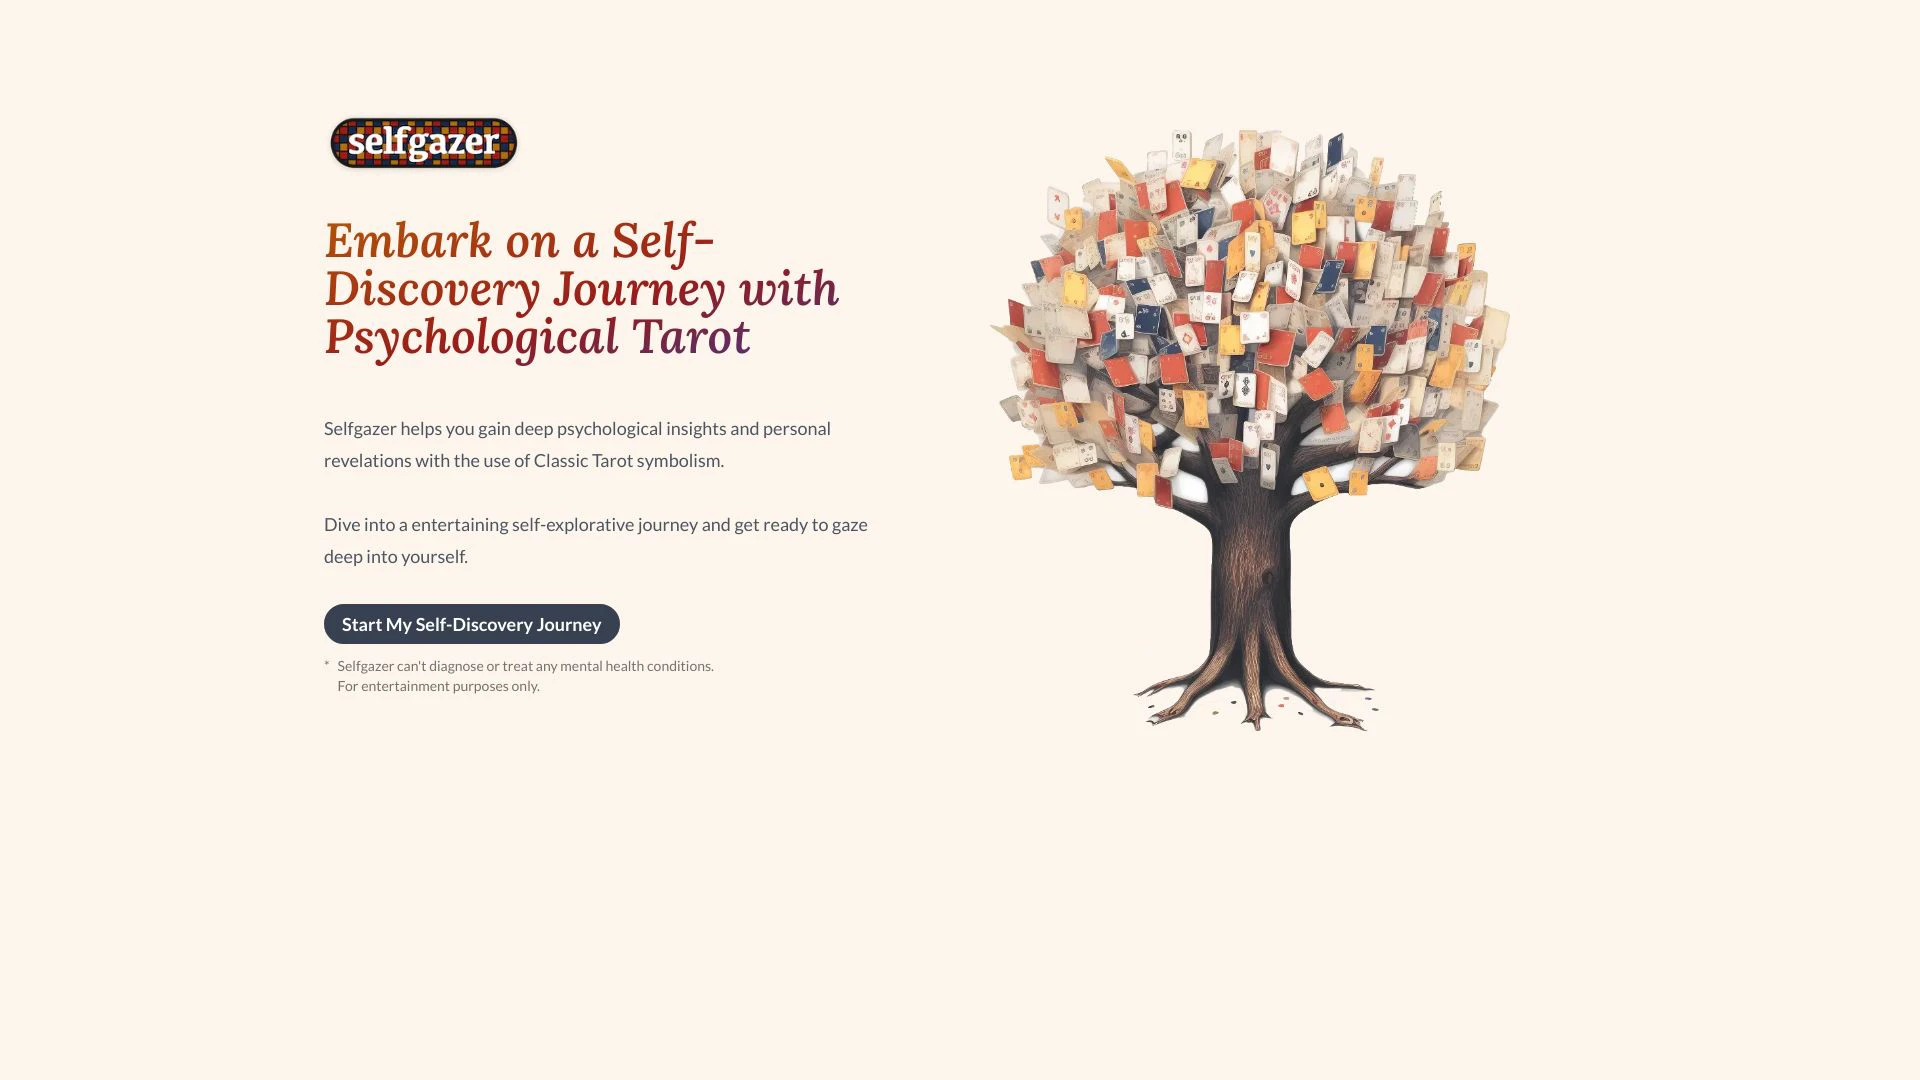 selfgazer
Embark on a Self-
Discovery Journey with
Psychological Tarot
Selfgazer helps you gain deep psychological insights and personal
revelations with the use of Classic Tarot symbolism.
Dive into a entertaining self-explorative journey and get ready to gaze
deep into yourself.
Start My Self-Discovery Journey
* Selfgazer can't diagnose or treat any mental health conditions.
For entertainment purposes only.